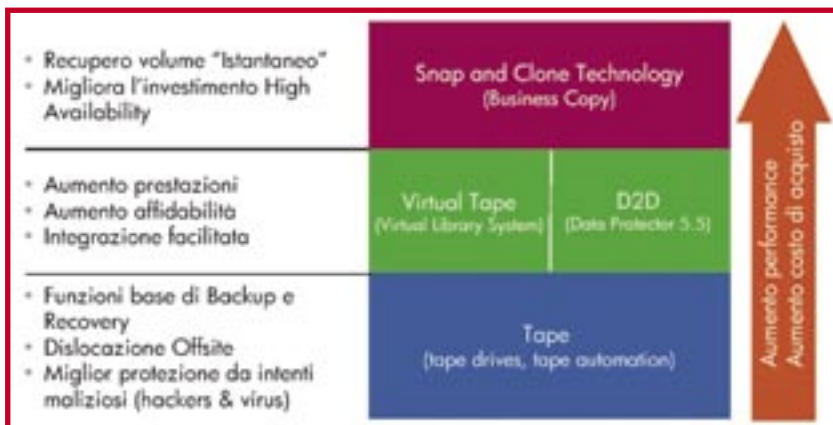 • Recupero volume "Istantaneo"
• Migliora l'investimento High
Availability
Snap and Clone Technology
(Business Copy)
• Aumento prestazioni
• Aumento affidabilità
• Integrazione facilitata
Virtual Tape
(Virtual Library System)
D2D
(Data Protector 5.5)
• Funzioni base di Backup e
Recovery
• Dislocazione Offsite
• Miglior protezione da intenti
maliziosi (hackers & virus)
Tape
(tape drives, tape automation)
Aumento performance
Aumento costo di acquisto